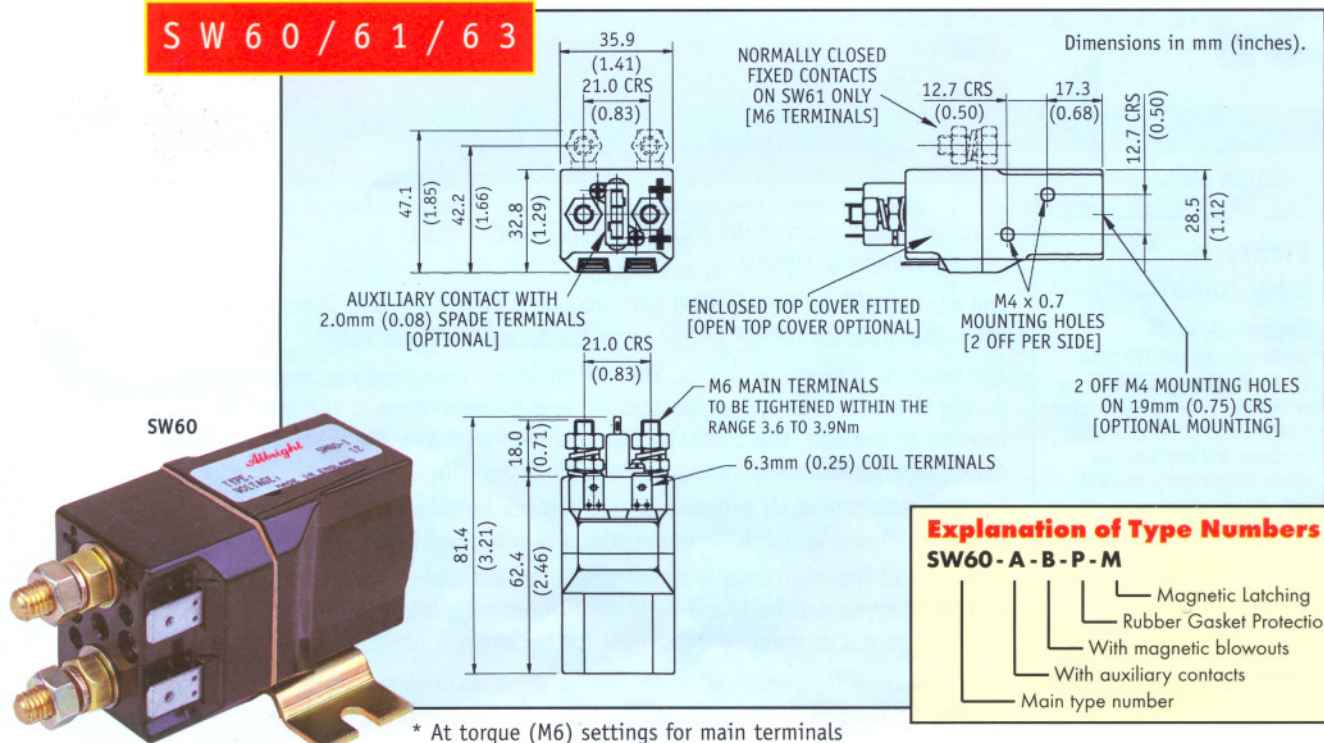 SW60/61/63
Dimensions in mm (inches).
35.9
(1.41)
21.0 CRS
(0.83)
47.1
(1.85)
42.2
(1.66)
32.8
(1.29)
NORMALLY CLOSED
FIXED CONTACTS
ON SW61 ONLY
[M6 TERMINALS]
12.7 CRS
(0.50)
17.3
(0.68)
12.7 CRS
(0.50)
28.5
(1.12)
AUXILIARY CONTACT WITH
2.0mm (0.08) SPADE TERMINALS
[OPTIONAL]
ENCLOSED TOP COVER FITTED
[OPEN TOP COVER OPTIONAL]
M4 x 0.7
MOUNTING HOLES
[2 OFF PER SIDE]
2 OFF M4 MOUNTING HOLES
ON 19mm (0.75) CRS
[OPTIONAL MOUNTING]
21.0 CRS
(0.83)
M6 MAIN TERMINALS
TO BE TIGHTENED WITHIN THE
RANGE 3.6 TO 3.9Nm
18.0
(0.71)
6.3mm (0.25) COIL TERMINALS
81.4
(3.21)
62.4
(2.46)
SW60
Albright
SW60-1
TYPE:
12
VOLTAGE:
MADE IN ENGLAND
Explanation of Type Numbers
SW60-A-B-P-M
Magnetic Latching
Rubber Gasket Protectio
With magnetic blowouts
With auxiliary contacts
Main type number
* At torque (M6) settings for main terminals